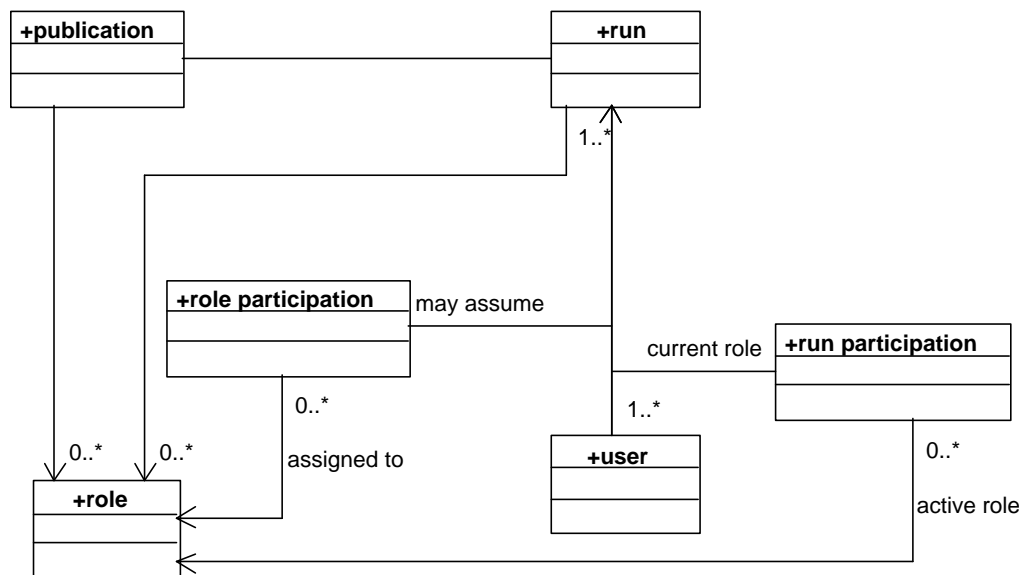 +publication
+run
1..*
+role participation
may assume
+run participation
current role
0..*
1..*
0..*
0..*
0..*
assigned to
+user
+role
active role